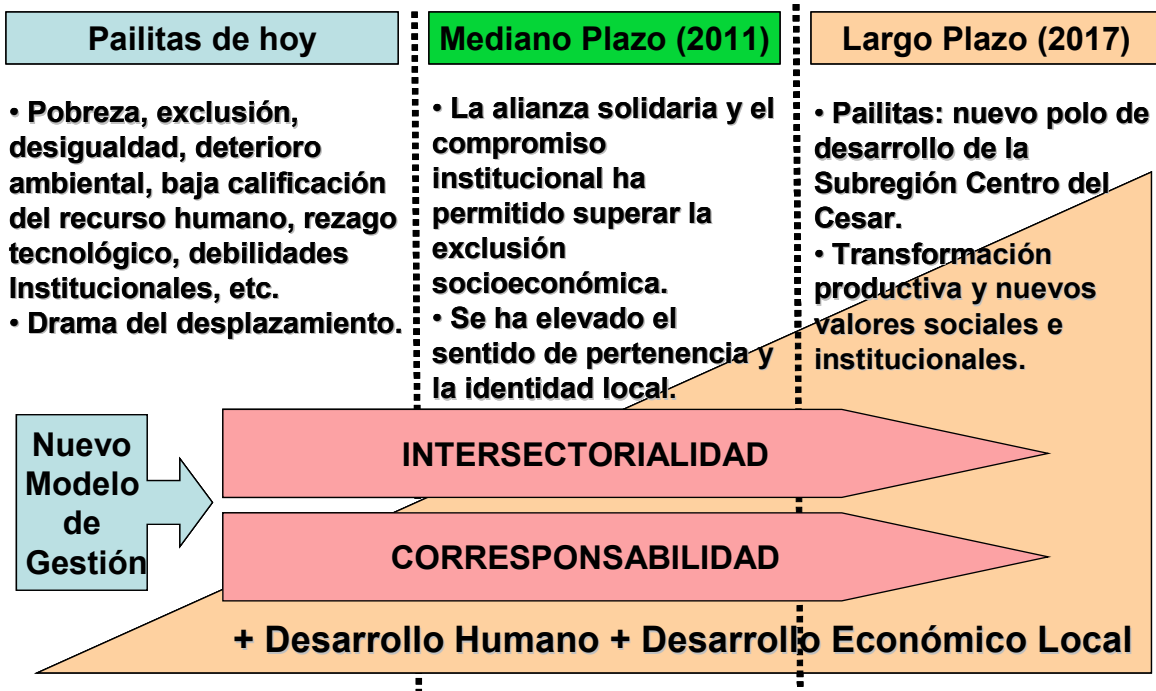 Pailitas de hoy
• Pobreza, exclusión,
desigualdad, deterioro
ambiental, baja calificación
del recurso humano, rezago
tecnológico, debilidades
Institucionales, etc.
• Drama del desplazamiento.
Mediano Plazo (2011)
• La alianza solidaria y el
compromiso
institucional ha
permitido superar la
exclusión
socioeconómica.
• Se ha elevado el
sentido de pertenencia y
la identidad local.
Largo Plazo (2017)
• Pailitas: nuevo polo de
desarrollo de la
Subregión Centro del
Cesar.
• Transformación
productiva y nuevos
valores sociales e
institucionales.
Nuevo
Modelo
de
Gestión
INTERSECTORIALIDAD
CORRESPONSABILIDAD
+ Desarrollo Humano + Desarrollo Económico Local